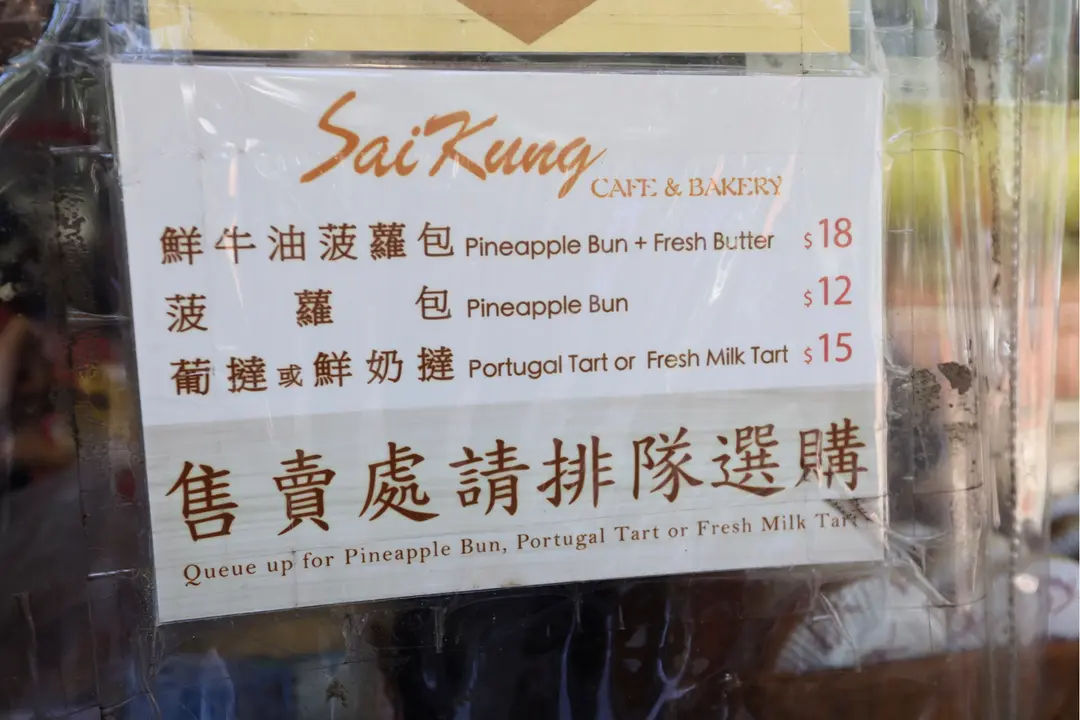 SaiKung
CAFE & BAKERY
鮮牛油菠蘿包 Pineapple Bun + Fresh Butter $18
菠蘿包 Pineapple Bun $12
葡撻或鮮奶撻 Portugal Tart or Fresh Milk Tart $15
售賣處請排隊選購
Queue up for Pineapple Bun, Portugal Tart or Fresh Milk Tart